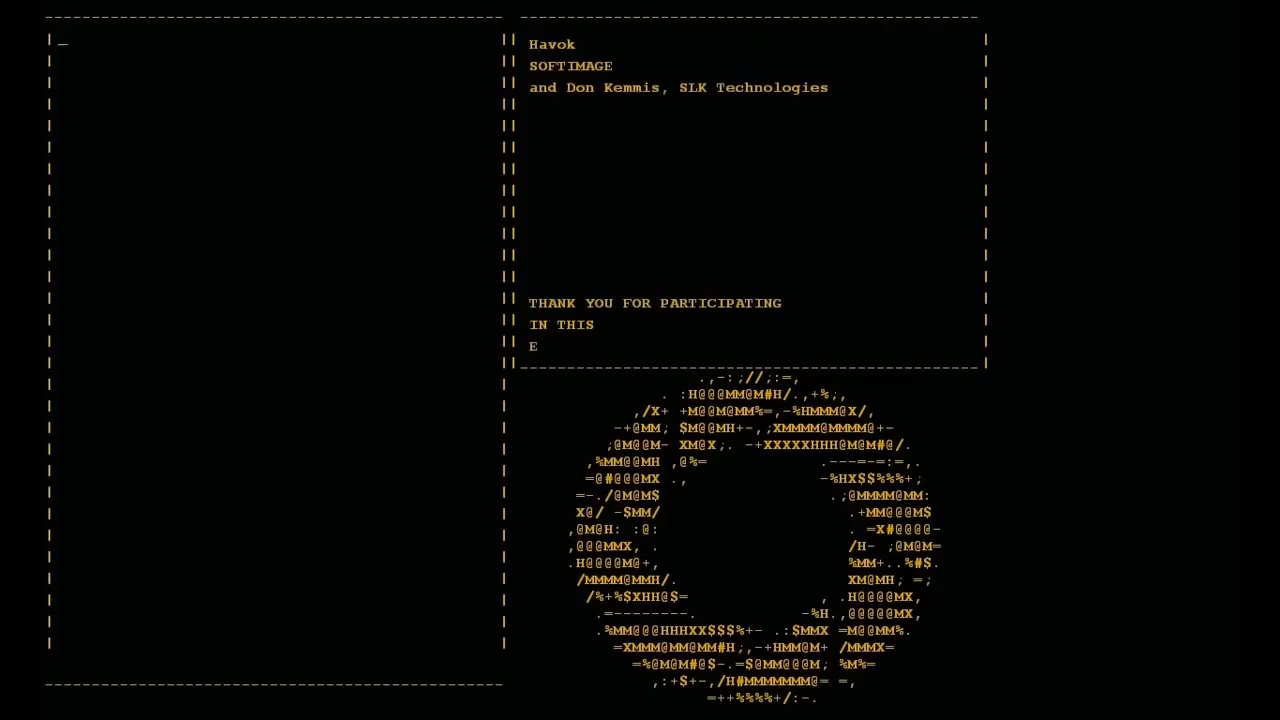 Havok
SOFTIMAGE
and Don Kemmis, SLK Technologies
THANK YOU FOR PARTICIPATING
IN THIS
E